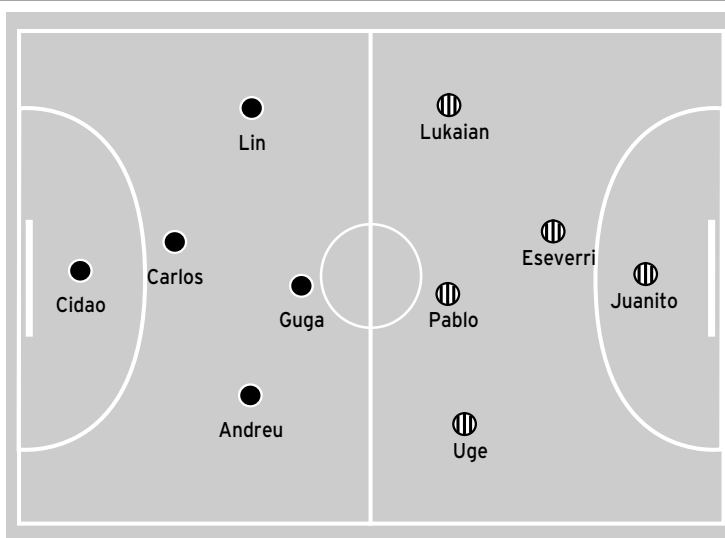 Lin
Lukaian
Carlos
Eseverri
Cidao
Juanito
Guga
Pablo
Andreu
Uge